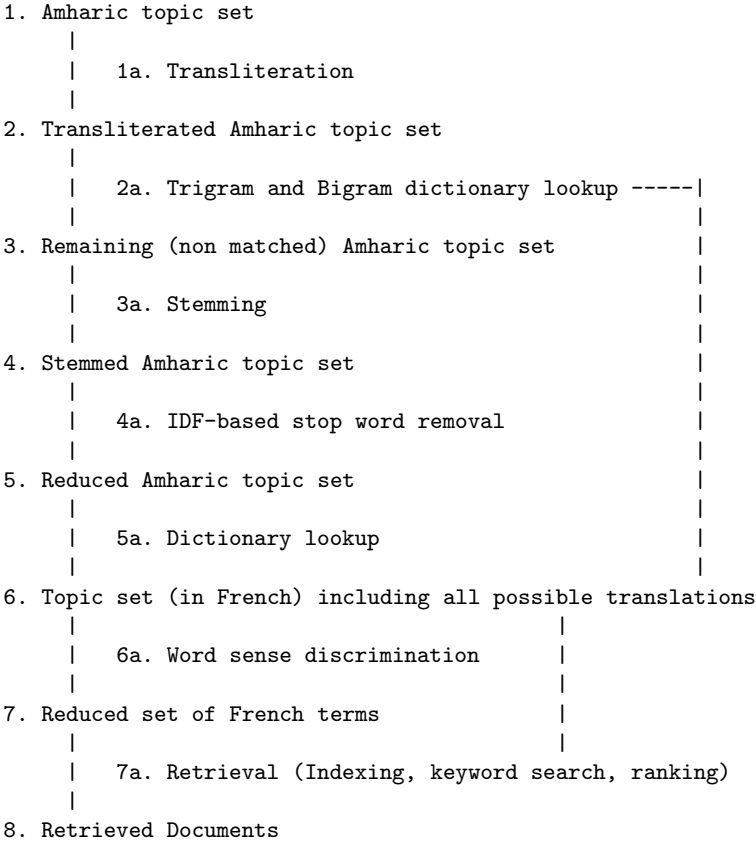 1. Amharic topic set
|
| 1a. Transliteration
|
2. Transliterated Amharic topic set
|
| 2a. Trigram and Bigram dictionary lookup -----|
| |
3. Remaining (non matched) Amharic topic set |
| |
| 3a. Stemming |
| |
4. Stemmed Amharic topic set |
| |
| 4a. IDF-based stop word removal |
| |
5. Reduced Amharic topic set |
| |
| 5a. Dictionary lookup |
| |
6. Topic set (in French) including all possible translations
| |
| 6a. Word sense discrimination |
| |
7. Reduced set of French terms |
| |
| 7a. Retrieval (Indexing, keyword search, ranking)
|
8. Retrieved Documents